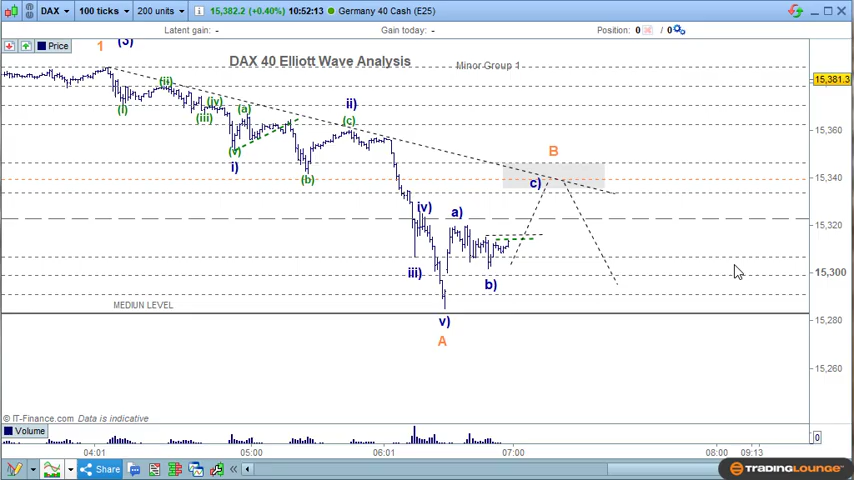 DAX 100 ticks 200 units 15,382.2 (+0.40%) 10:52:13 Germany 40 Cash (E25)
Latent gain: - Gain today: - Position: 0 / 0
Price
1 (3) DAX 40 Elliott Wave Analysis Minor Group 1
15,381.3
(i) (ii) (iii) (iv) (v) i)
(a) (b) (c) ii)
15,360
B
15,340
c)
iv) a)
15,320
iii) b)
15,300
MEDIUN LEVEL
v)
15,280
A
15,260
© IT-Finance.com Data is indicative
Volume
0
04:01 05:00 06:01 07:00 08:00 09:13
Share
TRADINGLOUNGE